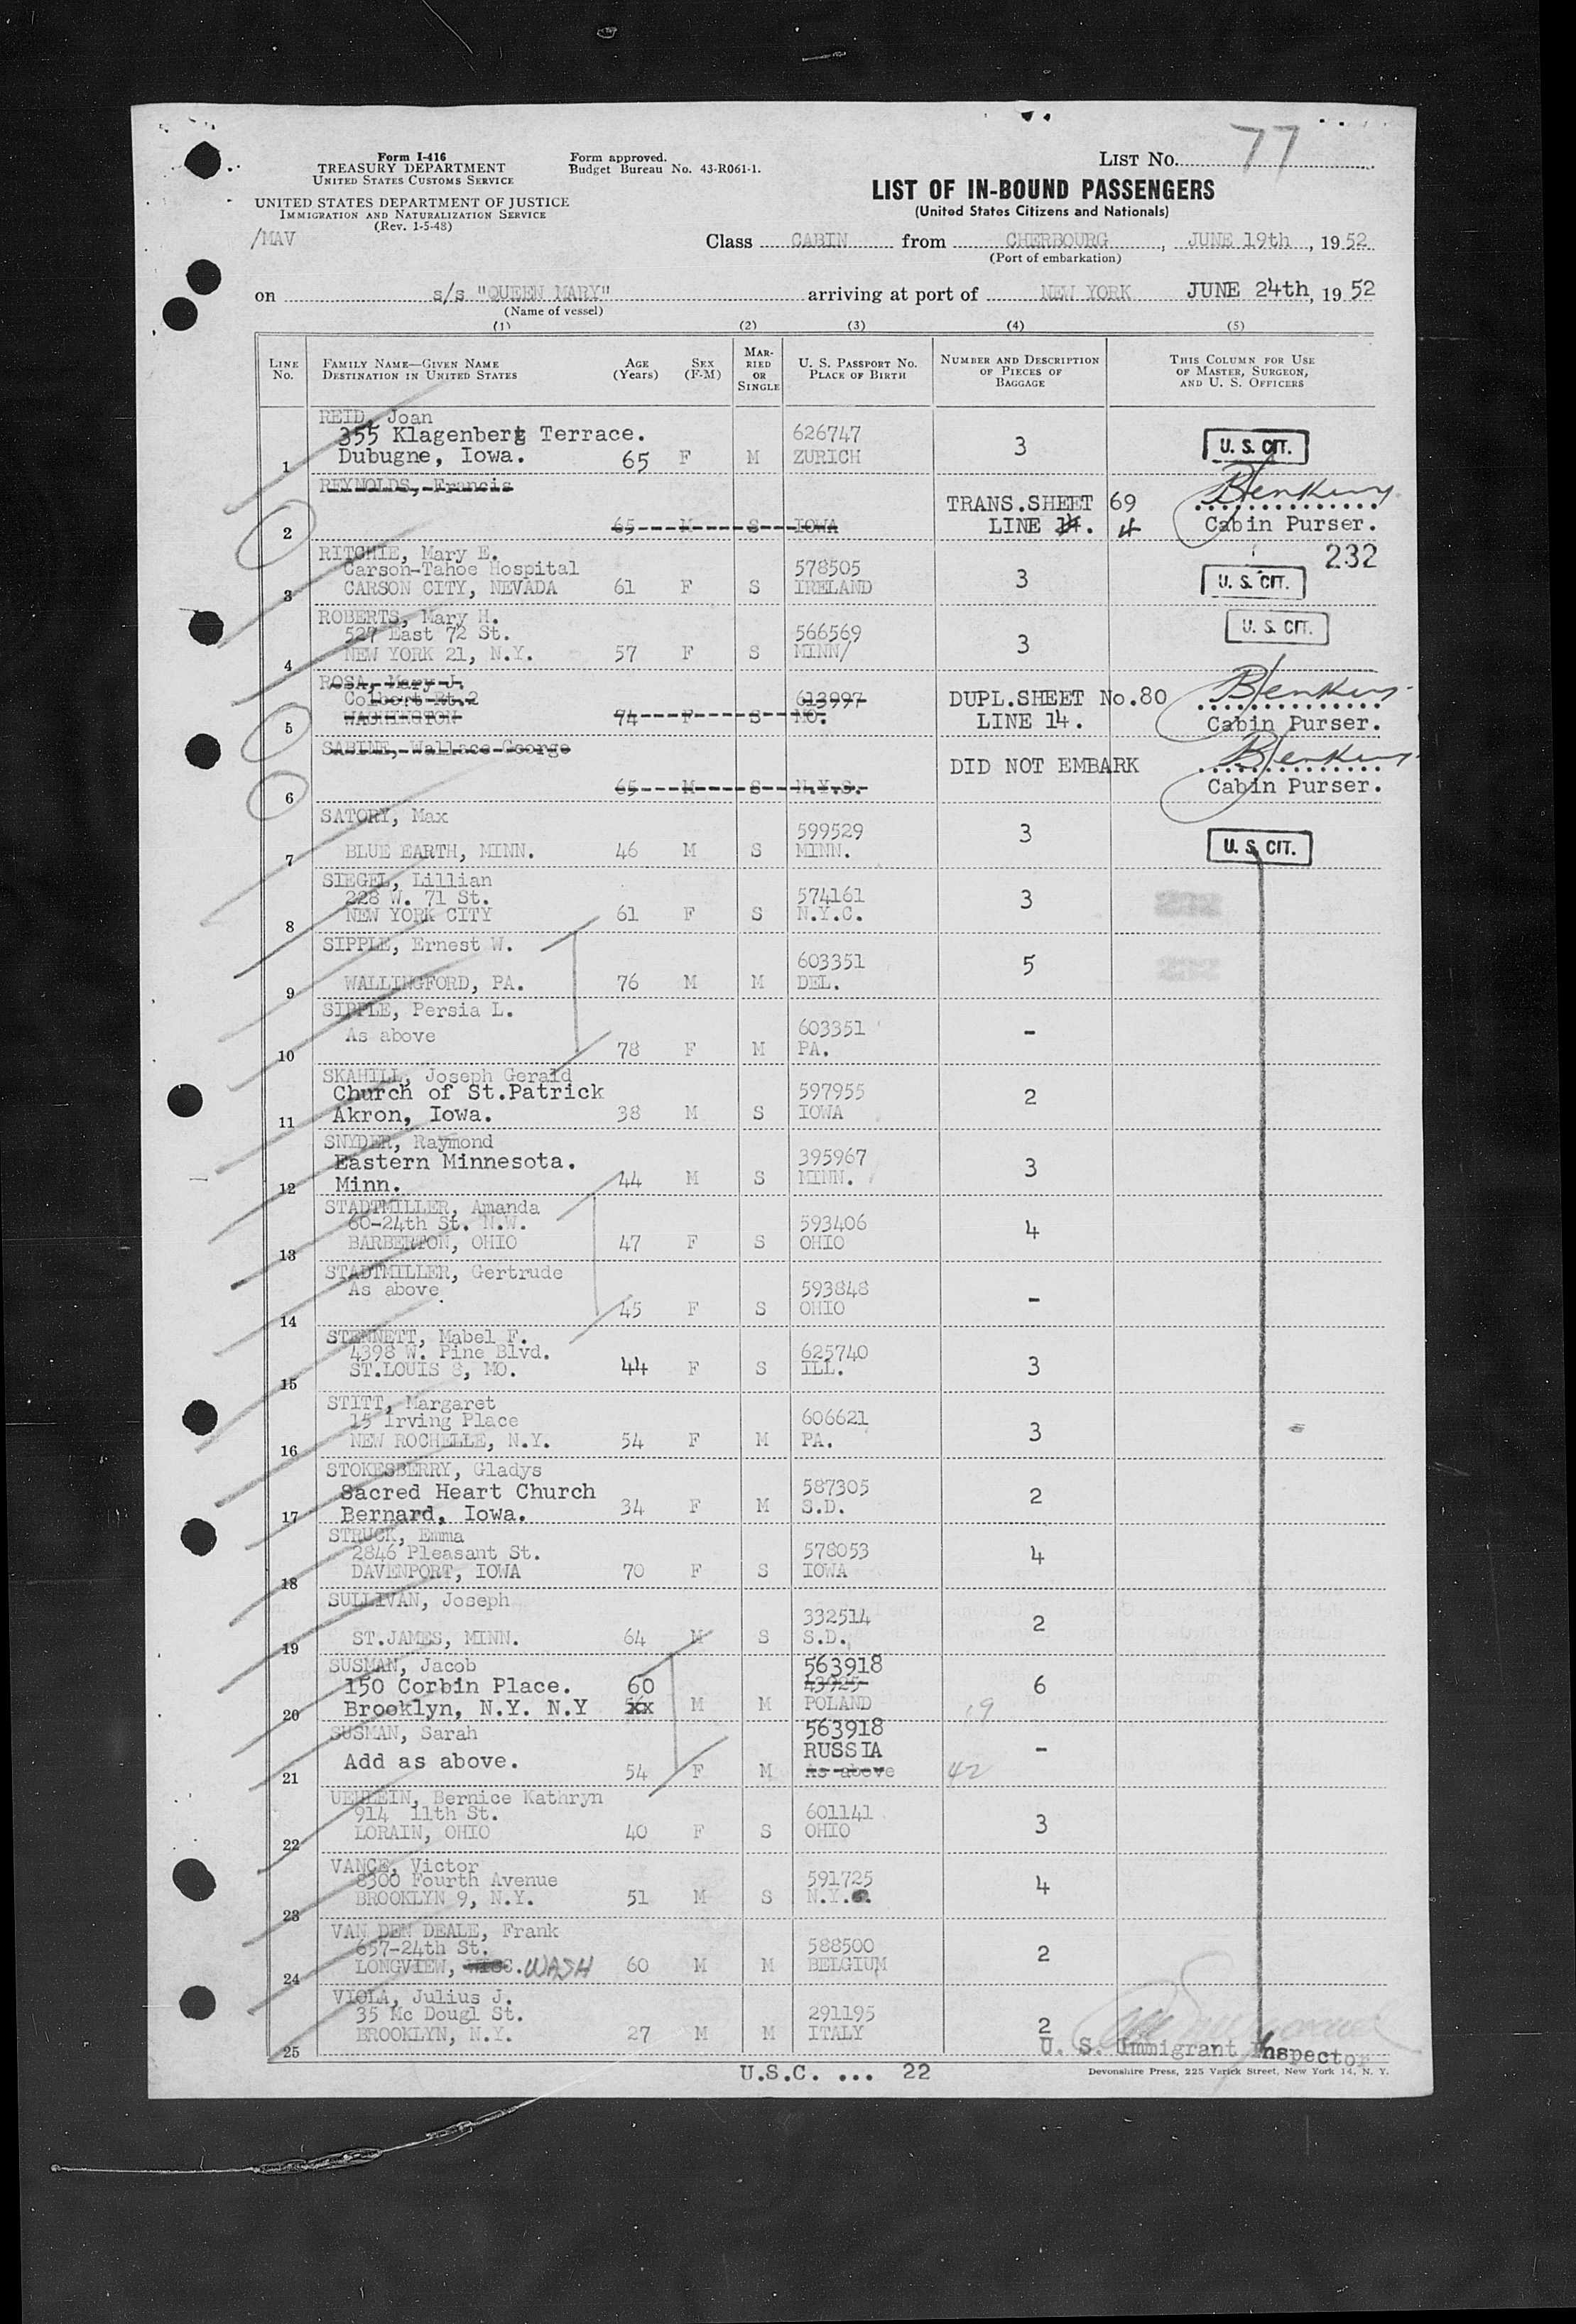 Form I-416
TREASURY DEPARTMENT
UNITED STATES CUSTOMS SERVICE
UNITED STATES DEPARTMENT OF JUSTICE
IMMIGRATION AND NATURALIZATION SERVICE
(Rev. 1-5-48)
/MAV
Form approved.
Budget Bureau No. 43-R061-1.
LIST No. 77
LIST OF IN-BOUND PASSENGERS
(United States Citizens and Nationals)
Class CABIN from CHERBOURG, JUNE 19th, 1952
(Port of embarkation)
on s/s "QUEEN MARY" arriving at port of NEW YORK JUNE 24th, 1952
(Name of vessel)
(1) (2) (3) (4) (5)
LINE No. FAMILY NAME—GIVEN NAME DESTINATION IN UNITED STATES AGE (Years) SEX (F-M) MARRIED OR SINGLE U. S. PASSPORT No. PLACE OF BIRTH NUMBER AND DESCRIPTION OF PIECES OF BAGGAGE THIS COLUMN FOR USE OF MASTER, SURGEON, AND U. S. OFFICERS
REID, Joan
355 Klagenberg Terrace. 626747 3 U. S. CIT.
1 Dubugne, Iowa. 65 F M ZURICH
REYNOLDS, Francis
TRANS.SHEET 69
2 65 M S IOWA LINE 14. 4 Cabin Purser.
RITCHIE, Mary E. 232
Carson-Tahoe Hospital 578505 3 U. S. CIT.
3 CARSON CITY, NEVADA 61 F S IRELAND
ROBERTS, Mary H. U. S. CIT.
527 East 72 St. 566569 3
4 NEW YORK 21, N.Y. 57 F S MINN/
ROSA, Mary J.
Colbert Rt.2 613997 DUPL.SHEET No.80
5 WASHINGTON 74 F S MO. LINE 14. Cabin Purser.
SABINE, Wallace George
DID NOT EMBARK
6 65 M S N.Y.S. Cabin Purser.
SATORY, Max
599529 3 U. S. CIT.
7 BLUE EARTH, MINN. 46 M S MINN.
SIEGEL, Lillian
228 W. 71 St. 574161 3
8 NEW YORK CITY 61 F S N.Y.C.
SIPPLE, Ernest W.
603351 5
9 WALLINGFORD, PA. 76 M M DEL.
SIPPLE, Persia L.
As above 603351 -
10 78 F M PA.
SKAHILL, Joseph Gerald
Church of St.Patrick 597955 2
11 Akron, Iowa. 38 M S IOWA
SNYDER, Raymond
Eastern Minnesota. 395967 3
12 Minn. 44 M S MINN.
STADTMILLER, Amanda
60-24th St. N.W. 593406 4
13 BARBERTON, OHIO 47 F S OHIO
STADTMILLER, Gertrude
As above 593848 -
14 45 F S OHIO
STENNETT, Mabel F.
4398 W. Pine Blvd. 625740
15 ST.LOUIS 8, MO. 44 F S ILL. 3
STITT, Margaret
15 Irving Place 606621 3
16 NEW ROCHELLE, N.Y. 54 F M PA.
STOKESBERRY, Gladys
Sacred Heart Church 587305 2
17 Bernard, Iowa. 34 F M S.D.
STRUCK, Emma
2846 Pleasant St. 578053 4
18 DAVENPORT, IOWA 70 F S IOWA
SULLIVAN, Joseph
332514 2
19 ST.JAMES, MINN. 64 M S S.D.
SUSMAN, Jacob 563918
150 Corbin Place. 60 43925 6
20 Brooklyn, N.Y. N.Y xx M M POLAND 19
SUSMAN, Sarah 563918
Add as above. RUSSIA -
21 54 F M As above 42
UEHLEIN, Bernice Kathryn
914 11th St. 601141 3
22 LORAIN, OHIO 40 F S OHIO
VANCE, Victor
8300 Fourth Avenue 591725 4
23 BROOKLYN 9, N.Y. 51 M S N.Y.
VAN DEN DEALE, Frank
657-24th St. 588500 2
24 LONGVIEW, WASH 60 M M BELGIUM
VIOLA, Julius J.
35 Mc Dougl St. 291195 2
25 BROOKLYN, N.Y. 27 M M ITALY
U. S. Immigrant Inspector
U.S.C. ... 22
Devonshire Press, 225 Varick Street, New York 14, N. Y.